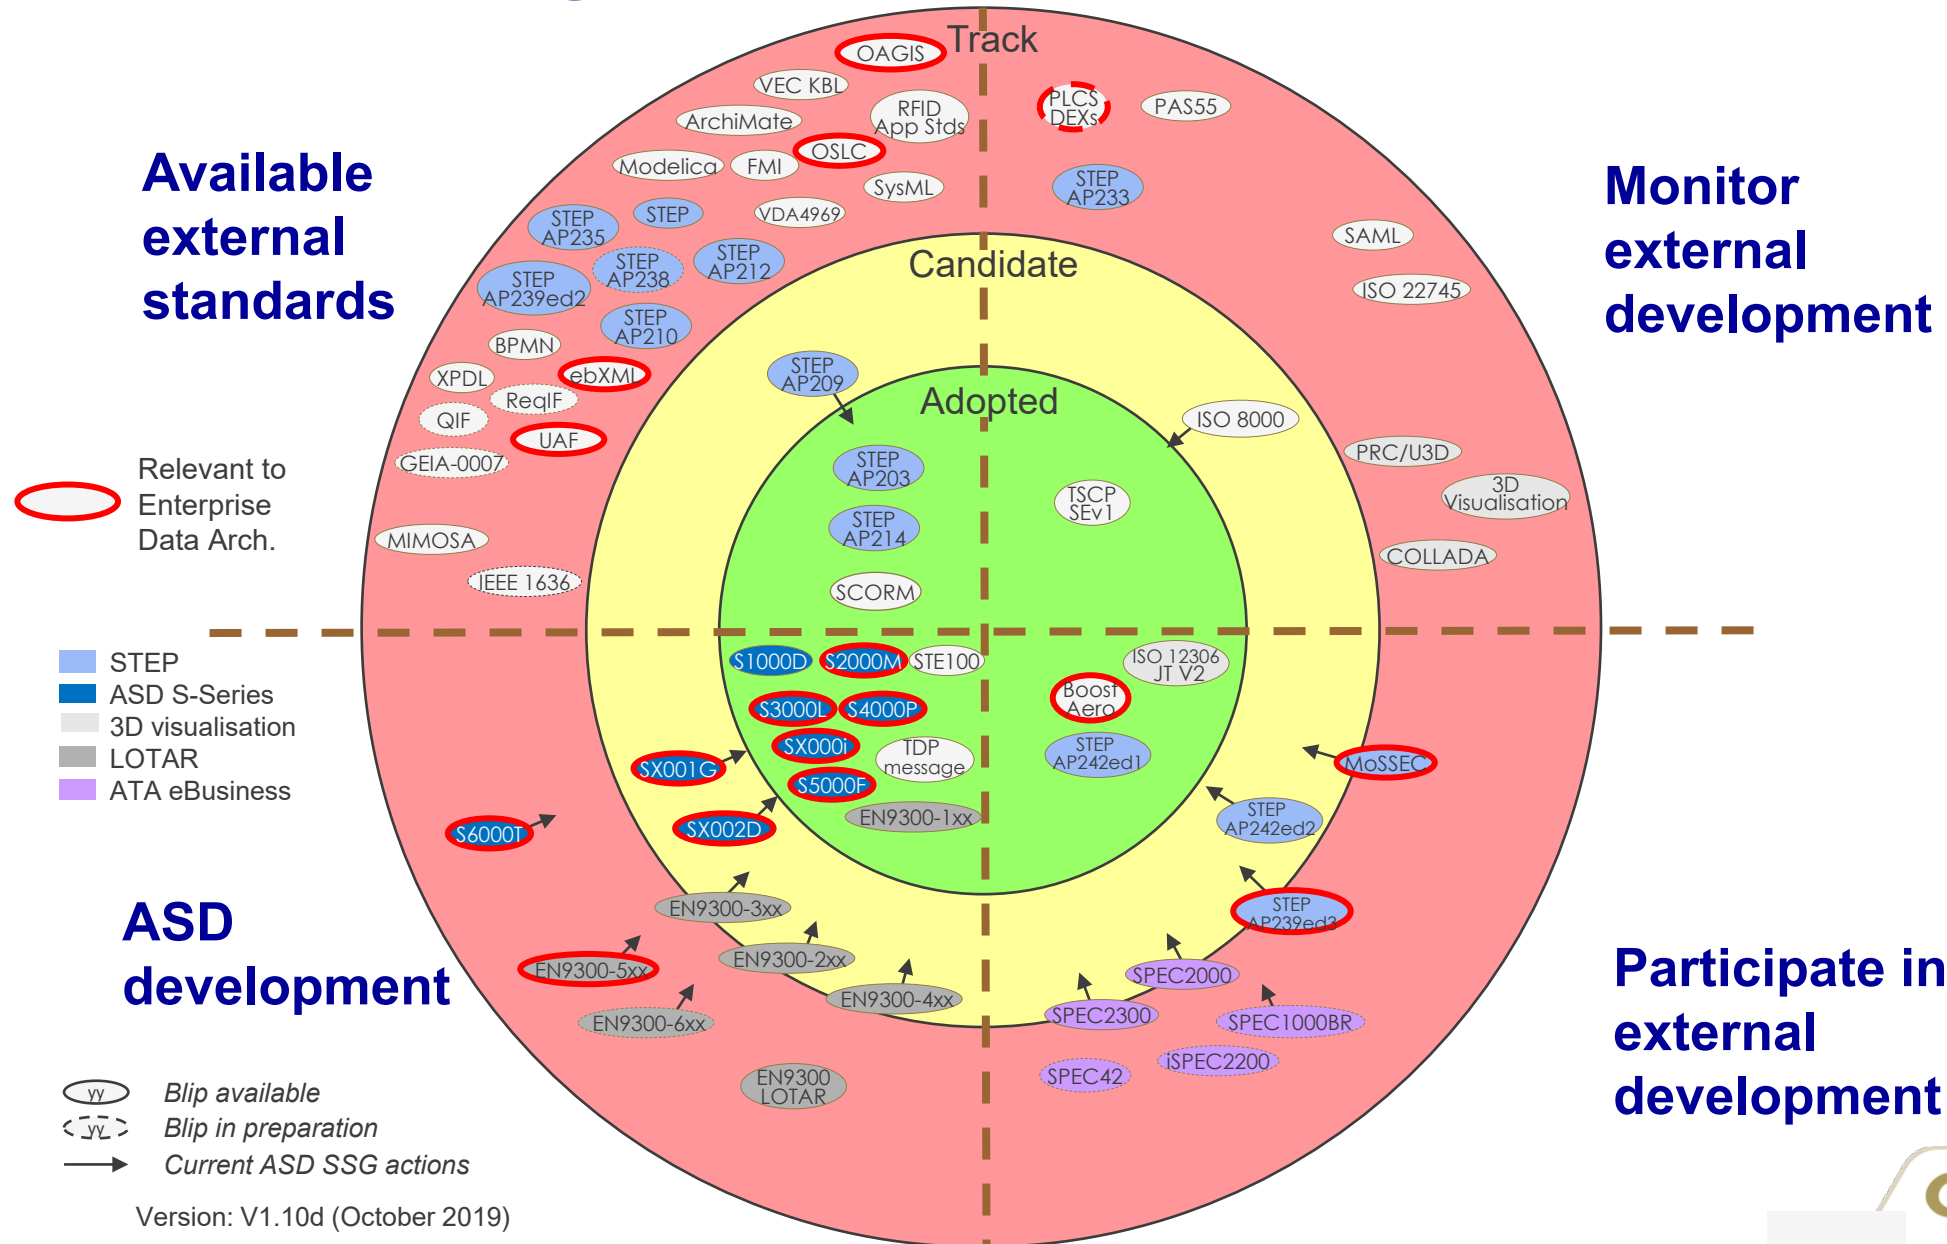 Track
OAGIS
VEC KBL
ArchiMate
RFID
App Stds
OSLC
Modelica
FMI
SysML
VDA4969
STEP
STEP
AP235
STEP
AP238
STEP
AP212
STEP
AP239ed2
STEP
AP210
BPMN
ebXML
XPDL
ReqIF
QIF
UAF
GEIA-0007
MIMOSA
IEEE 1636
PLCS
DEXs
PAS55
STEP
AP233
SAML
ISO 22745
PRC/U3D
3D
Visualisation
COLLADA
Available
external
standards
Monitor
external
development
Candidate
STEP
AP209
ISO 8000
Adopted
STEP
AP203
STEP
AP214
SCORM
TSCP
SEv1
Relevant to
Enterprise
Data Arch.
STEP
ASD S-Series
3D visualisation
LOTAR
ATA eBusiness
S1000D
S2000M
STE100
S3000L
S4000P
SX000i
TDP
message
S5000F
EN9300-1xx
ISO 12306
JT V2
Boost
Aero
STEP
AP242ed1
SX001G
SX002D
S6000T
MoSSEC
STEP
AP242ed2
STEP
AP239ed3
EN9300-3xx
EN9300-2xx
EN9300-5xx
EN9300-4xx
EN9300-6xx
EN9300
LOTAR
SPEC2000
SPEC2300
SPEC1000BR
iSPEC2200
SPEC42
ASD
development
Participate in
external
development
yy Blip available
yy Blip in preparation
Current ASD SSG actions
Version: V1.10d (October 2019)